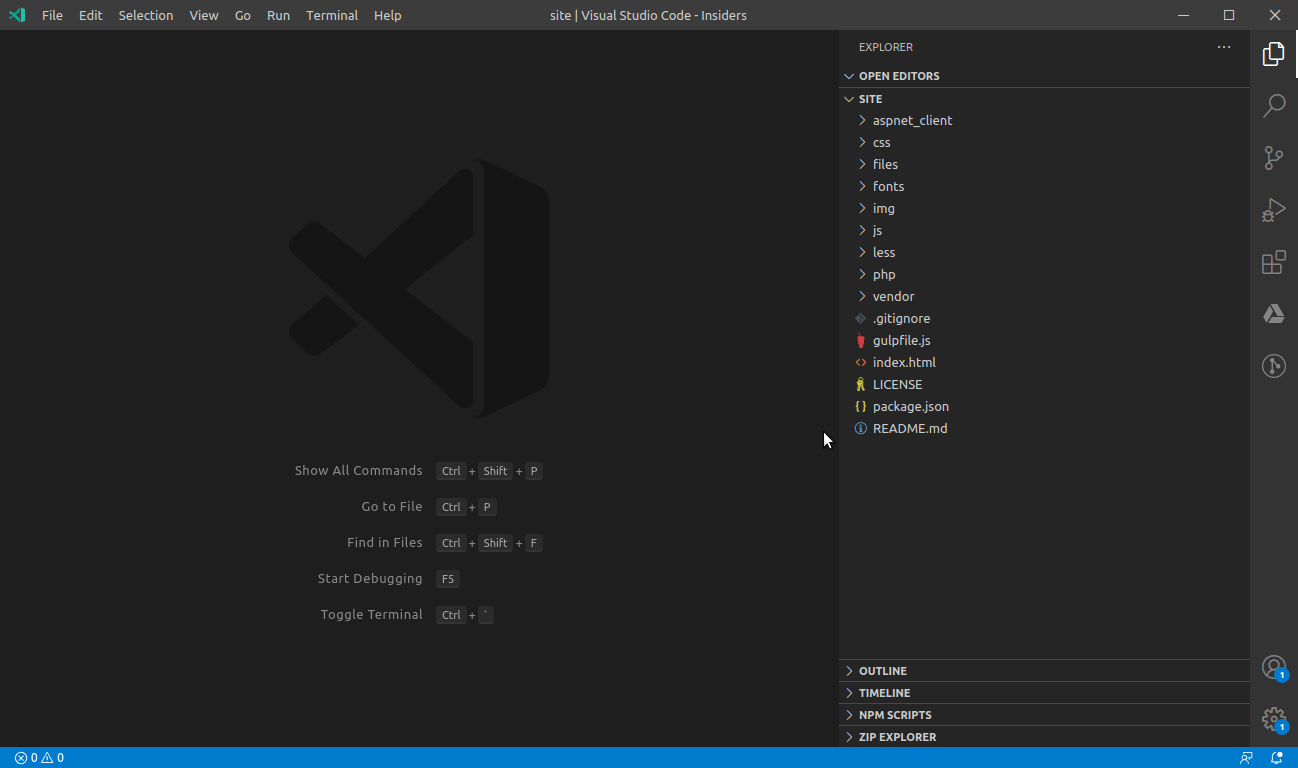 File Edit Selection View Go Run Terminal Help site | Visual Studio Code - Insiders
EXPLORER
OPEN EDITORS
SITE
aspnet_client
css
files
fonts
img
js
less
php
vendor
.gitignore
gulpfile.js
index.html
LICENSE
package.json
README.md
Show All Commands Ctrl + Shift + P
Go to File Ctrl + P
Find in Files Ctrl + Shift + F
Start Debugging F5
Toggle Terminal Ctrl + `
OUTLINE
TIMELINE
NPM SCRIPTS
ZIP EXPLORER
1
1
0 0